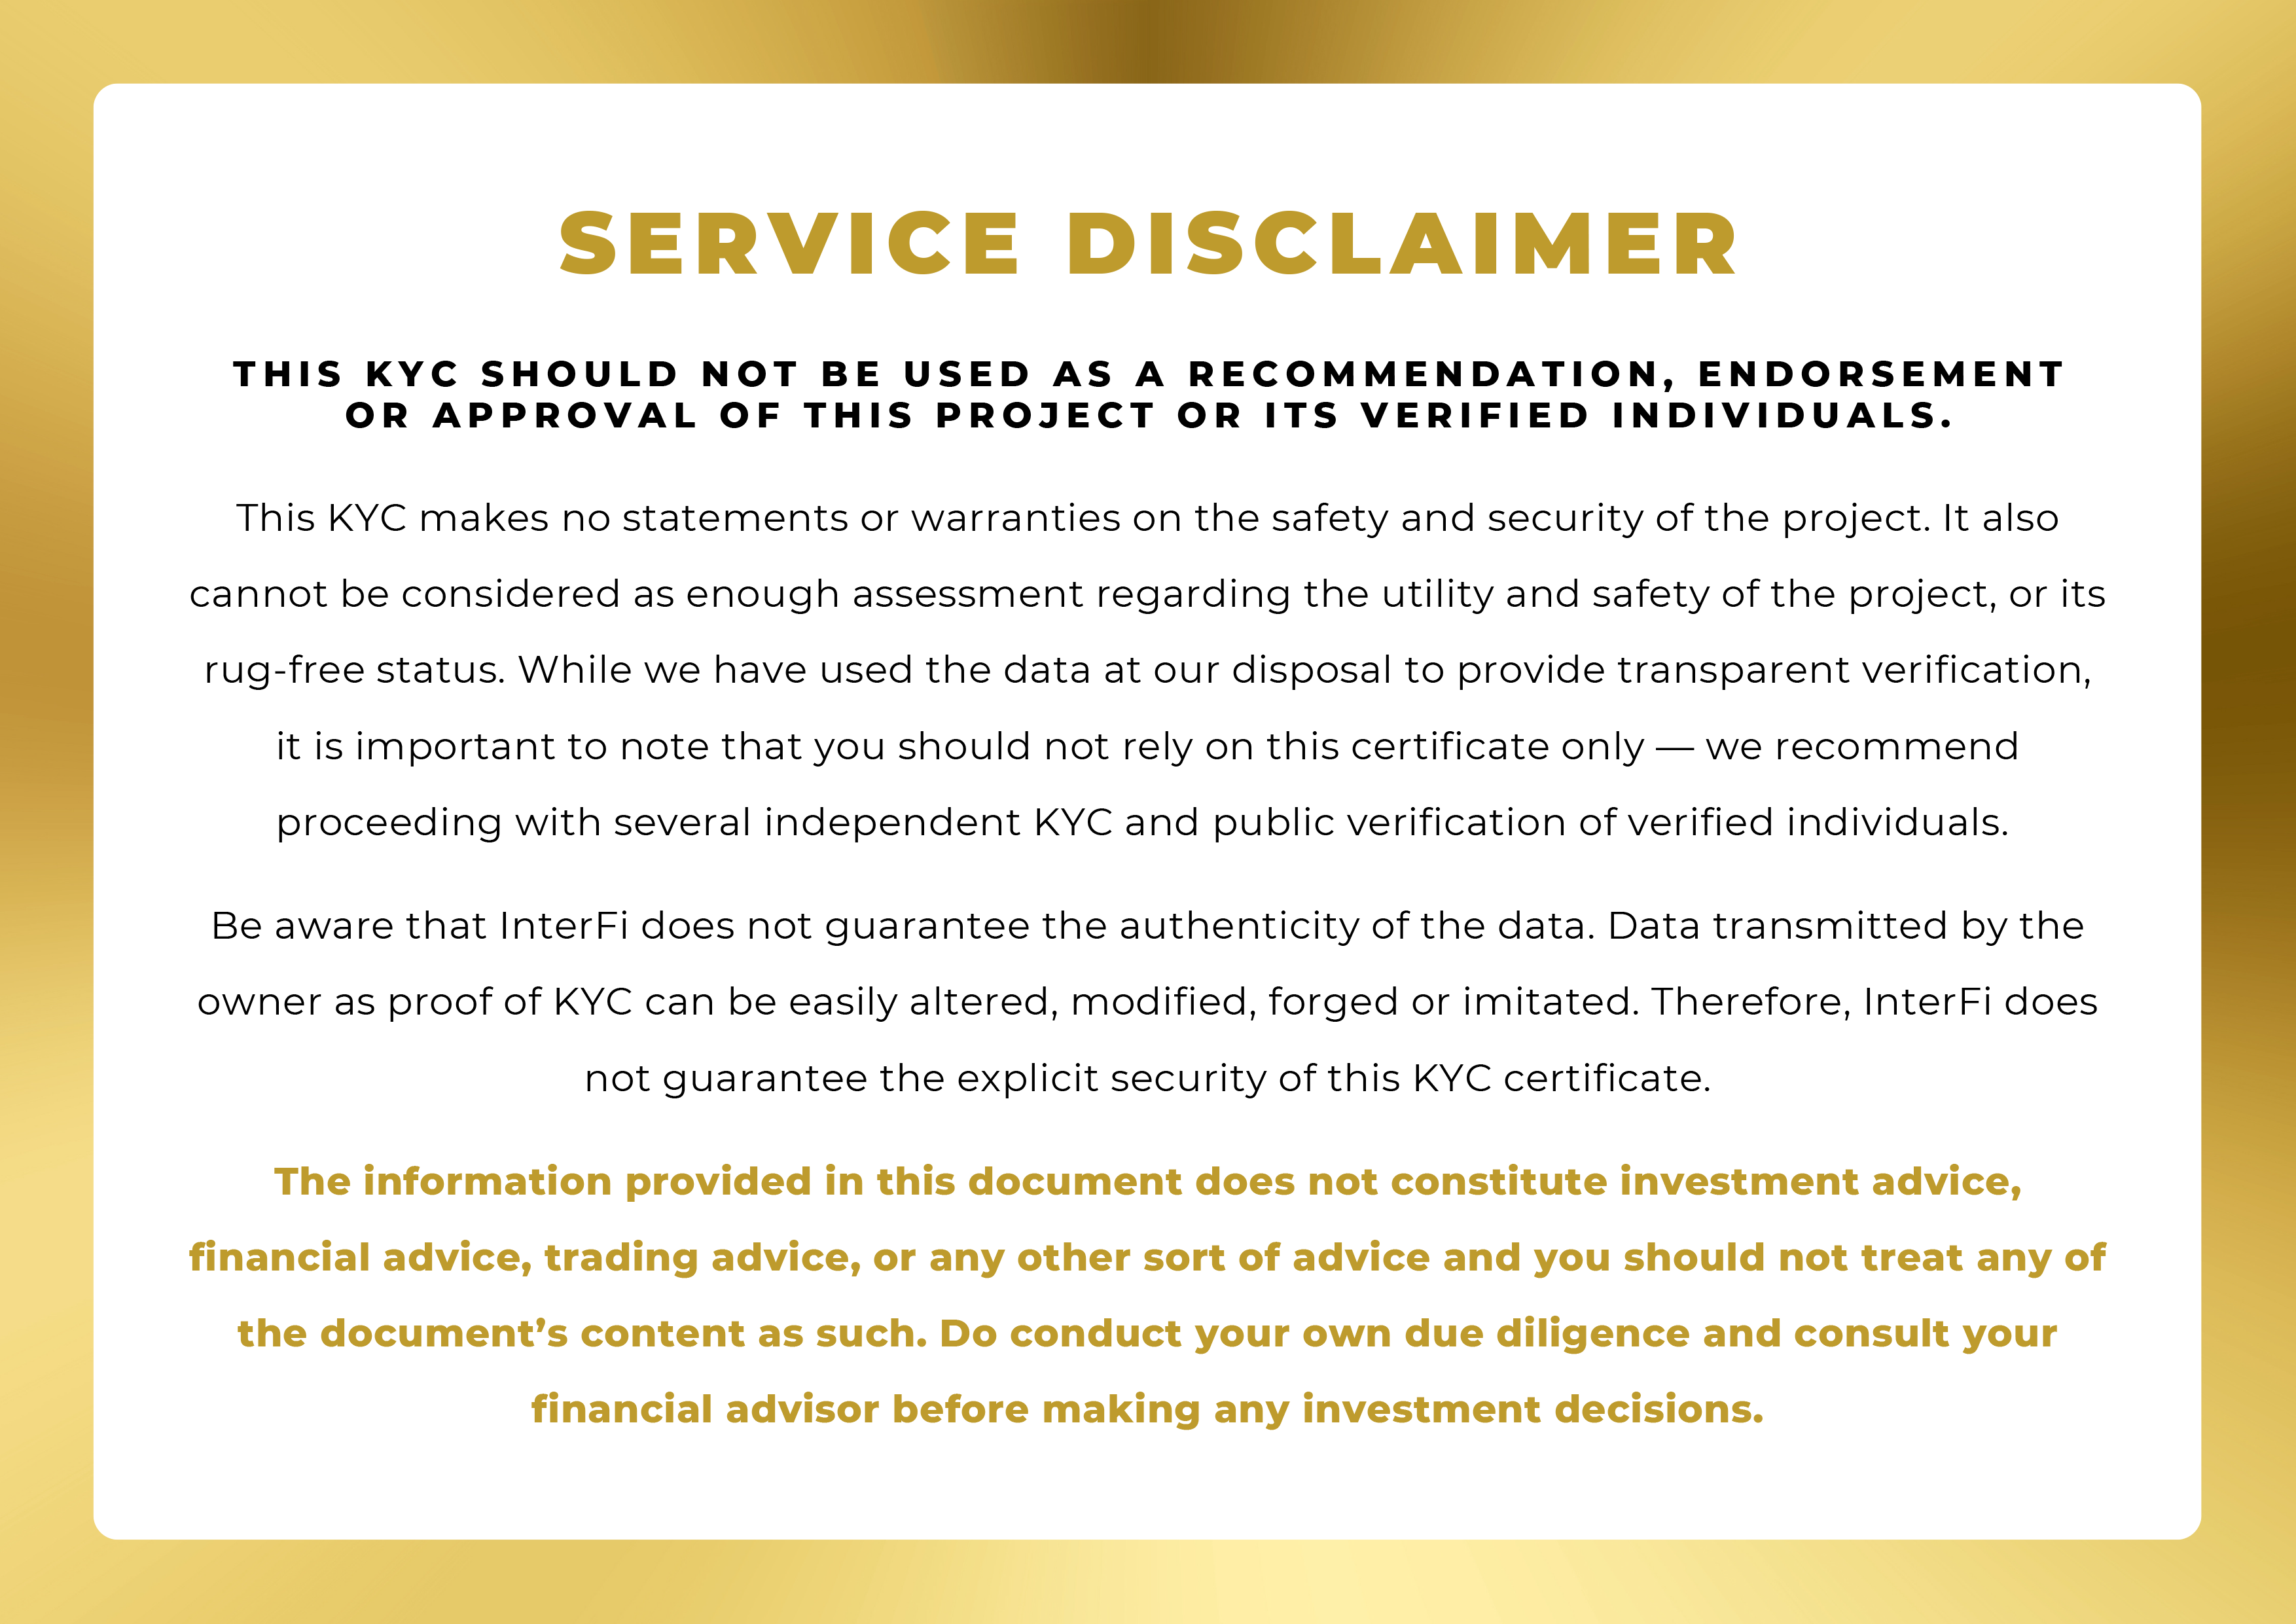 SERVICE DISCLAIMER
THIS KYC SHOULD NOT BE USED AS A RECOMMENDATION, ENDORSEMENT
OR APPROVAL OF THIS PROJECT OR ITS VERIFIED INDIVIDUALS.
This KYC makes no statements or warranties on the safety and security of the project. It also
cannot be considered as enough assessment regarding the utility and safety of the project, or its
rug-free status. While we have used the data at our disposal to provide transparent verification,
it is important to note that you should not rely on this certificate only — we recommend
proceeding with several independent KYC and public verification of verified individuals.
Be aware that InterFi does not guarantee the authenticity of the data. Data transmitted by the
owner as proof of KYC can be easily altered, modified, forged or imitated. Therefore, InterFi does
not guarantee the explicit security of this KYC certificate.
The information provided in this document does not constitute investment advice,
financial advice, trading advice, or any other sort of advice and you should not treat any of
the document’s content as such. Do conduct your own due diligence and consult your
financial advisor before making any investment decisions.